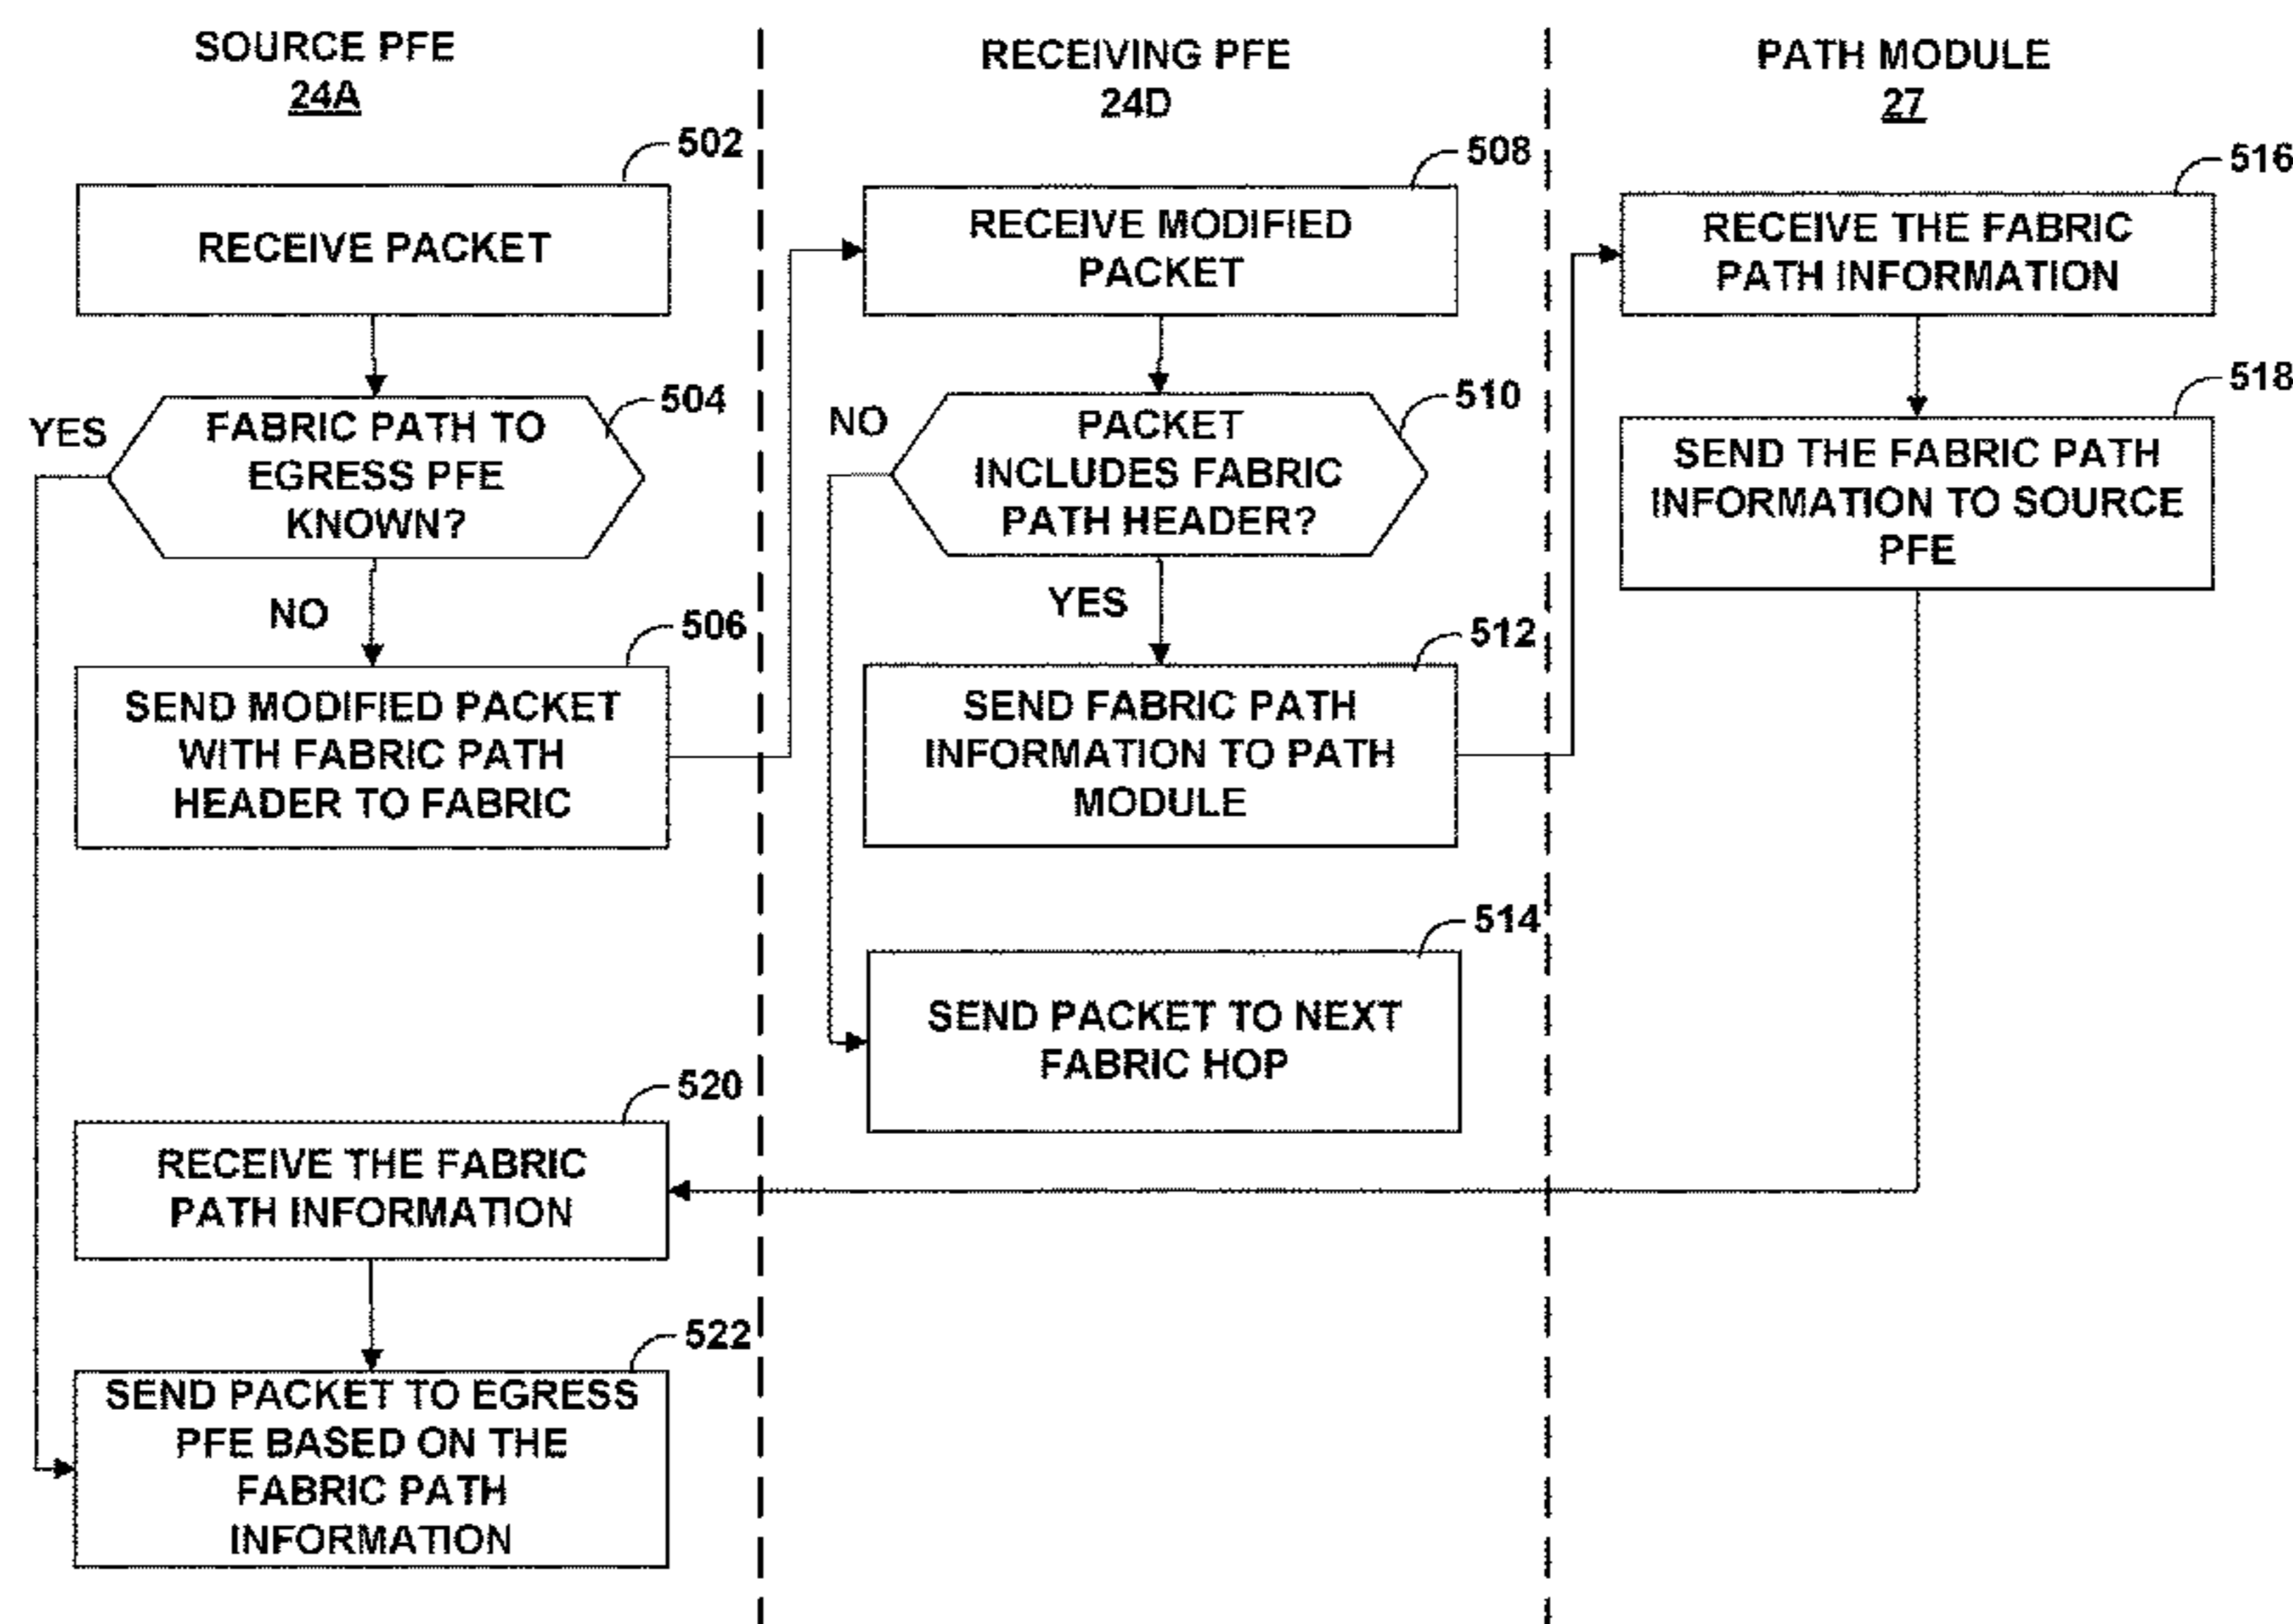 SOURCE PFE
24A
502
RECEIVE PACKET
YES
504
FABRIC PATH TO
EGRESS PFE
KNOWN?
NO
506
SEND MODIFIED PACKET
WITH FABRIC PATH
HEADER TO FABRIC
520
RECEIVE THE FABRIC
PATH INFORMATION
522
SEND PACKET TO EGRESS
PFE BASED ON THE
FABRIC PATH
INFORMATION
RECEIVING PFE
24D
508
RECEIVE MODIFIED
PACKET
NO
510
PACKET
INCLUDES FABRIC
PATH HEADER?
YES
512
SEND FABRIC PATH
INFORMATION TO PATH
MODULE
514
SEND PACKET TO NEXT
FABRIC HOP
PATH MODULE
27
516
RECEIVE THE FABRIC
PATH INFORMATION
518
SEND THE FABRIC PATH
INFORMATION TO SOURCE
PFE